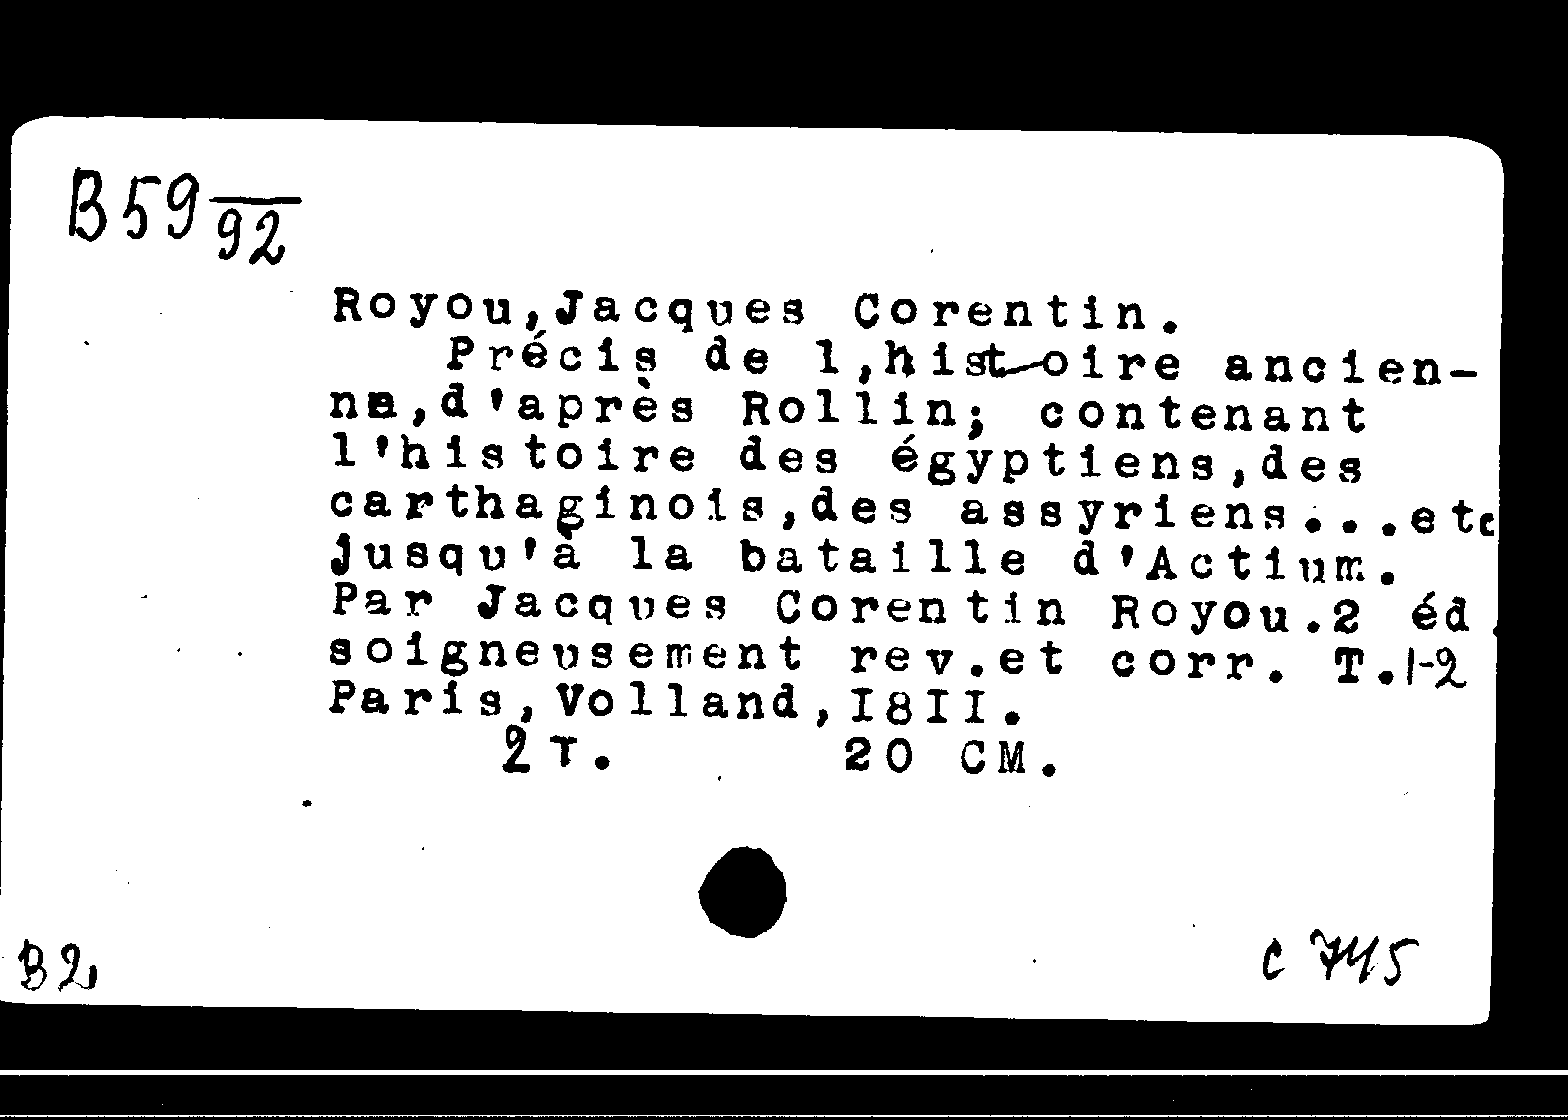 B59 92
Royou,Jacques Corentin.
Précis de l,histoire ancien-
ne,d'après Rollin; contenant
l'histoire des égyptiens,des
carthaginois,des assyriens...etc
jusqu'à la bataille d'Actium.
Par Jacques Corentin Royou.2 éd.
soigneusement rev.et corr. T.1-2
Paris,Volland,I8II.
2 T. 20 CM.
B2 C 745